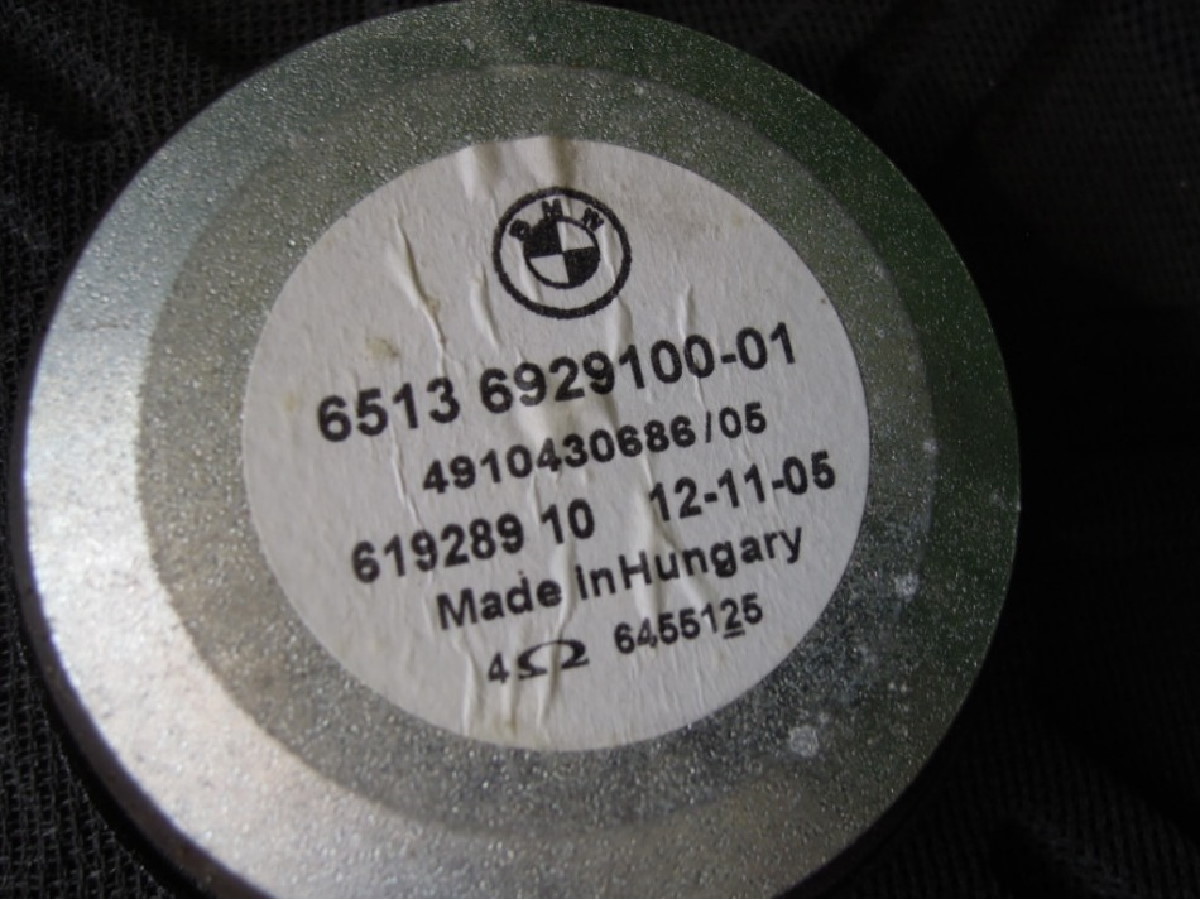 BMW
6513 6929100-01
4910430686/05
619289 10 12-11-05
Made in Hungary
4Ω 6455125